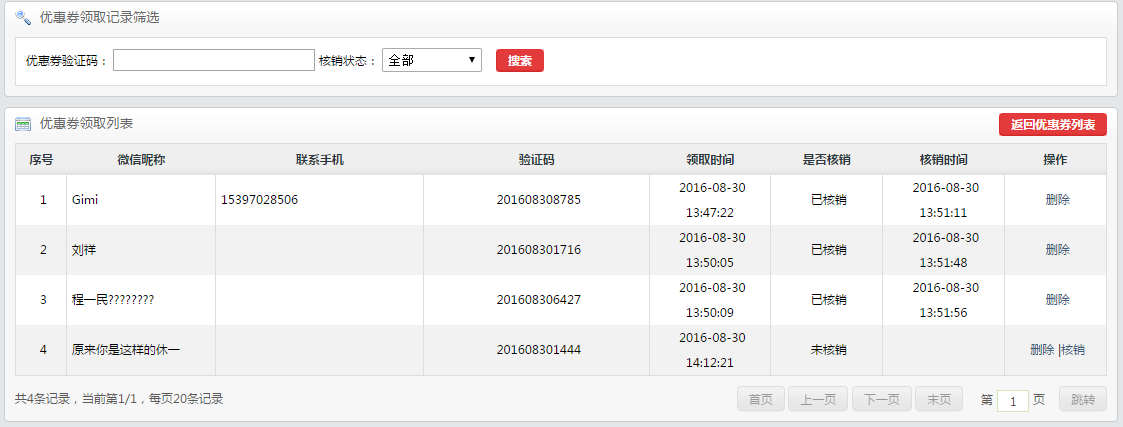 优惠券领取记录筛选
优惠券验证码： 核销状态： 全部 搜索
优惠券领取列表 返回优惠券列表
序号 微信昵称 联系手机 验证码 领取时间 是否核销 核销时间 操作
1 Gimi 15397028506 201608308785 2016-08-30 13:47:22 已核销 2016-08-30 13:51:11 删除
2 刘祥 201608301716 2016-08-30 13:50:05 已核销 2016-08-30 13:51:48 删除
3 程一民???????? 201608306427 2016-08-30 13:50:09 已核销 2016-08-30 13:51:56 删除
4 原来你是这样的休一 201608301444 2016-08-30 14:12:21 未核销 删除 |核销
共4条记录，当前第1/1，每页20条记录 首页 上一页 下一页 末页 第 1 页 跳转